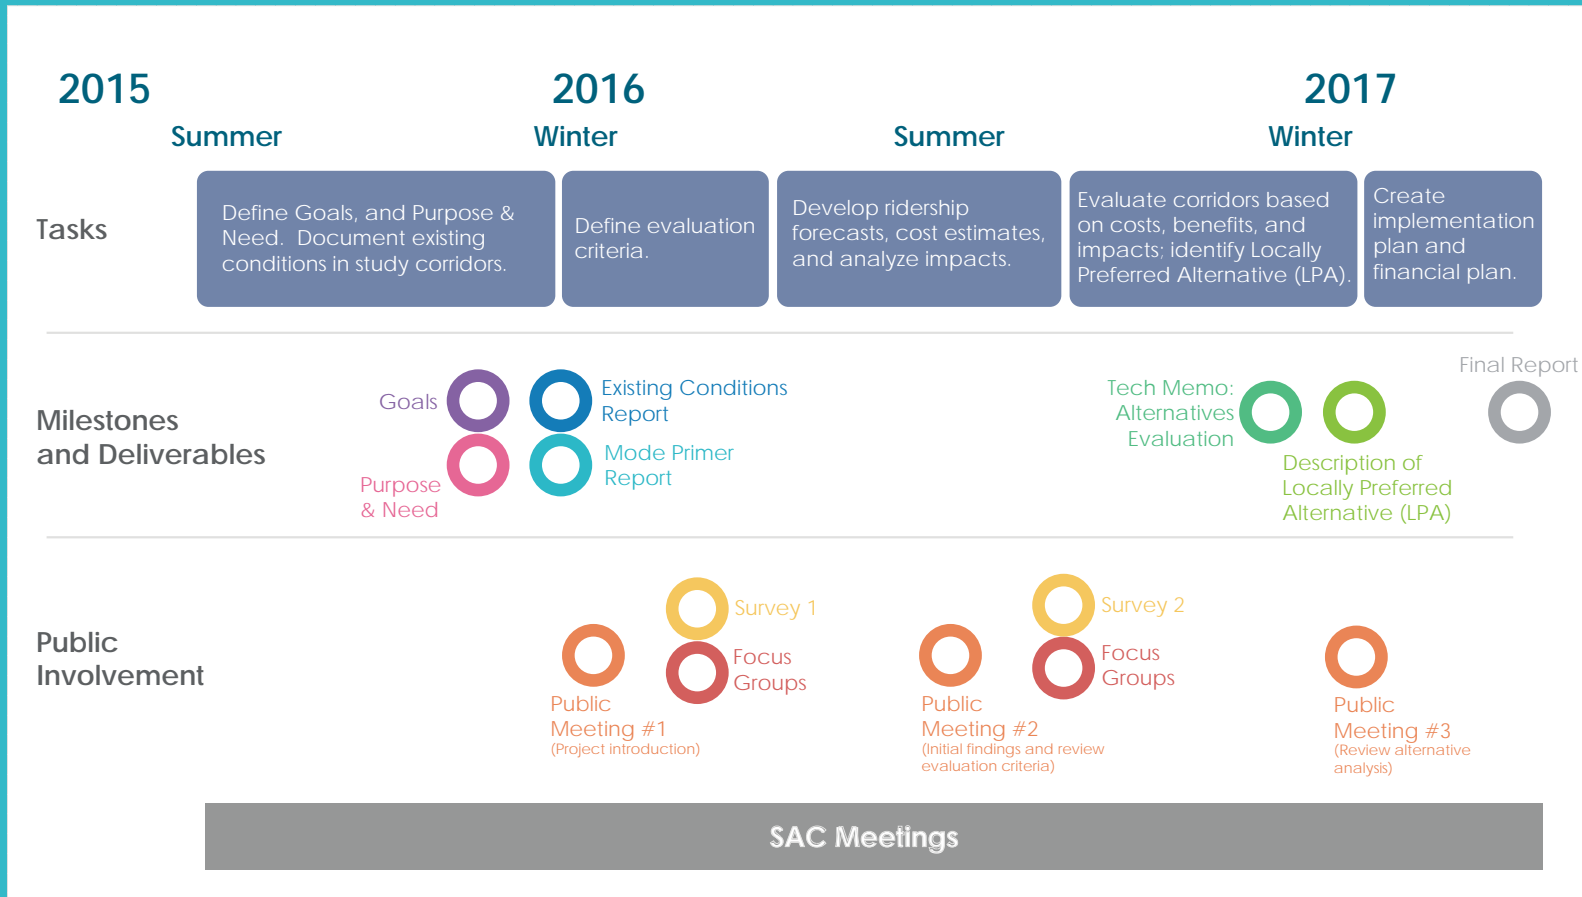 2015
2016
2017
Summer
Winter
Summer
Winter
Tasks
Define Goals, and Purpose &
Need.  Document existing
conditions in study corridors.
Define evaluation
criteria.
Develop ridership
forecasts, cost estimates,
and analyze impacts.
Evaluate corridors based
on costs, benefits, and
impacts; identify Locally
Preferred Alternative (LPA).
Create
implementation
plan and
financial plan.
Milestones
and Deliverables
Goals
Purpose
& Need
Existing Conditions
Report
Mode Primer
Report
Tech Memo:
Alternatives
Evaluation
Description of
Locally Preferred
Alternative (LPA)
Final Report
Public
Involvement
Public
Meeting #1
(Project introduction)
Survey 1
Focus
Groups
Public
Meeting #2
(Initial findings and review
evaluation criteria)
Survey 2
Focus
Groups
Public
Meeting #3
(Review alternative
analysis)
SAC Meetings